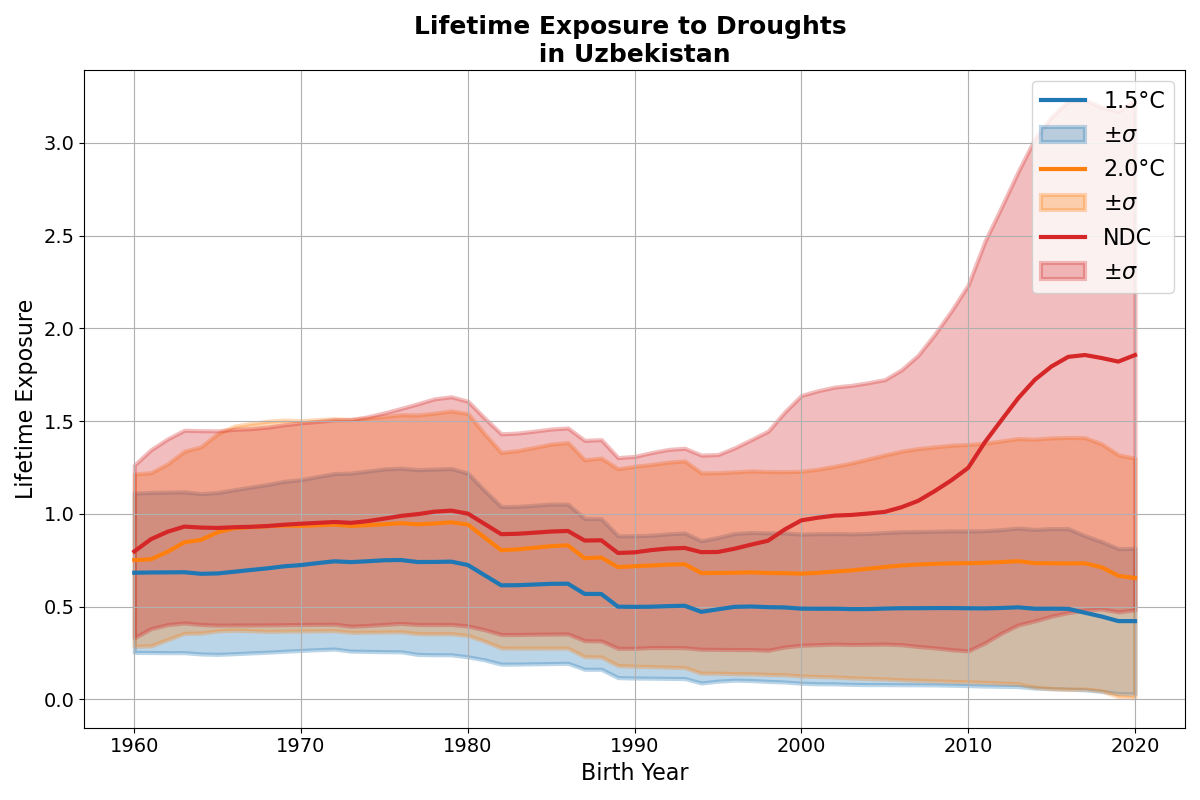 Lifetime Exposure to Droughts
in Uzbekistan
1.5°C
±σ
2.0°C
±σ
NDC
±σ
Lifetime Exposure
3.0
2.5
2.0
1.5
1.0
0.5
0.0
1960 1970 1980 1990 2000 2010 2020
Birth Year